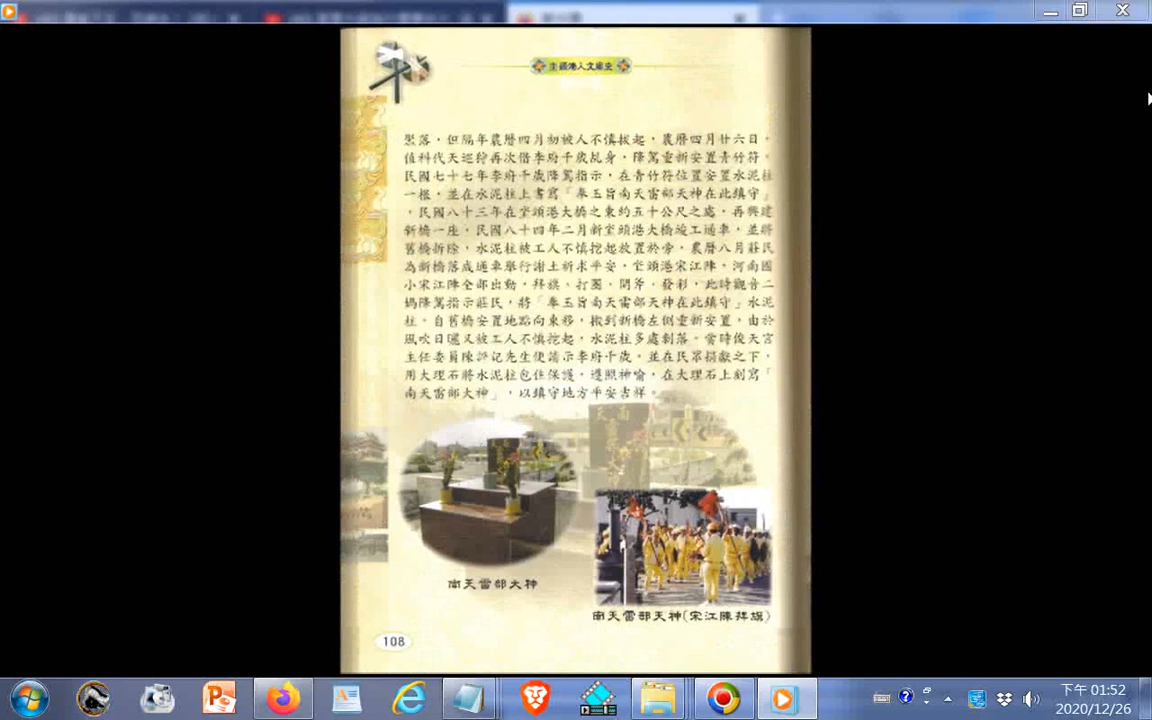 港人文廟史
聚落，但隔年農曆四月初被人不慎拔起，農曆四月廿六日，
值科代天巡狩再次借李府千歲乩身，降駕重新安置青竹符。
民國七十七年李府千歲降駕指示，在青竹符位置安置水泥柱
一根，並在水泥柱上書寫「奉玉旨南天雷部天神在此鎮守」
，民國八十三年在坔頭港大橋之東約五十公尺之處，再興建
新橋一座，民國八十四年二月新坔頭港大橋竣工通車，並將
舊橋拆除，水泥柱被工人不慎挖起放置於旁，農曆八月莊民
為新橋落成通車舉行謝土祈求平安，坔頭港宋江陣，河南國
小宋江陣全部出動，拜旗、打圈、開斧、發彩，此時觀音二
媽降駕指示莊民，將「奉玉旨南天雷部天神在此鎮守」水泥
柱。自舊橋安置地點向東移，搬到新橋左側重新安置，由於
風吹日曬又被工人不慎挖起，水泥柱多處剝落。當時俊天宮
主任委員陳評記先生便請示李府千歲。並在民眾捐獻之下，
用大理石將水泥柱包住保護，遵照神喻，在大理石上刻寫「
南天雷部大神」，以鎮守地方平安吉祥。
南天雷部大神
南天雷部天神(宋江陣拜旗)
108
下午 01:52
2020/12/26